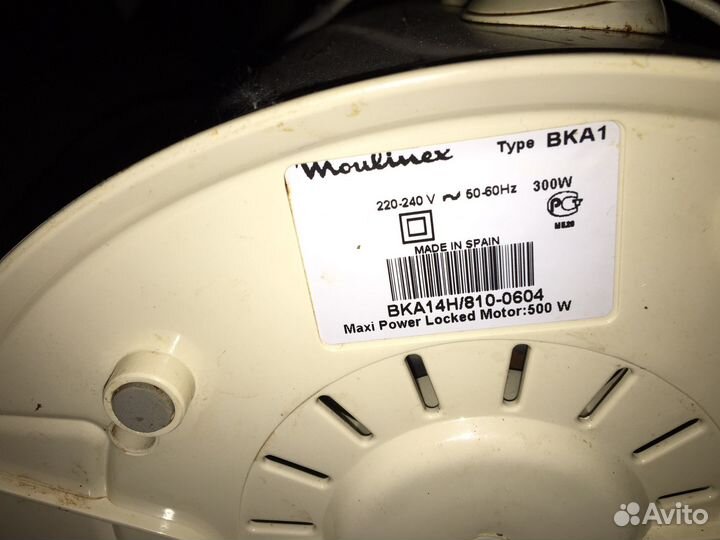 Moulinex Type BKA1
220-240 V ~ 50-60Hz 300W
MADE IN SPAIN
BKA14H/810-0604
Maxi Power Locked Motor:500 W
Avito